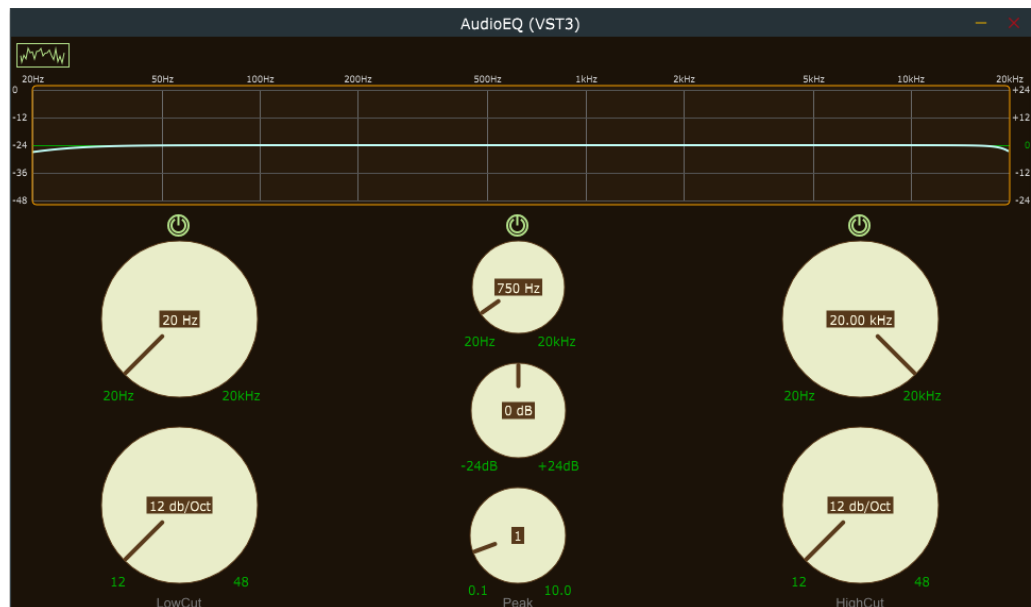 AudioEQ (VST3)
20Hz 50Hz 100Hz 200Hz 500Hz 1kHz 2kHz 5kHz 10kHz 20kHz
0 +24
-12 +12
-24 0
-36 -12
-48 -24
750 Hz
20 Hz 20.00 kHz
20Hz 20kHz
20Hz 20kHz 20Hz 20kHz
0 dB
-24dB +24dB
12 db/Oct 12 db/Oct
1
12 48 12 48
0.1 10.0
LowCut Peak HighCut